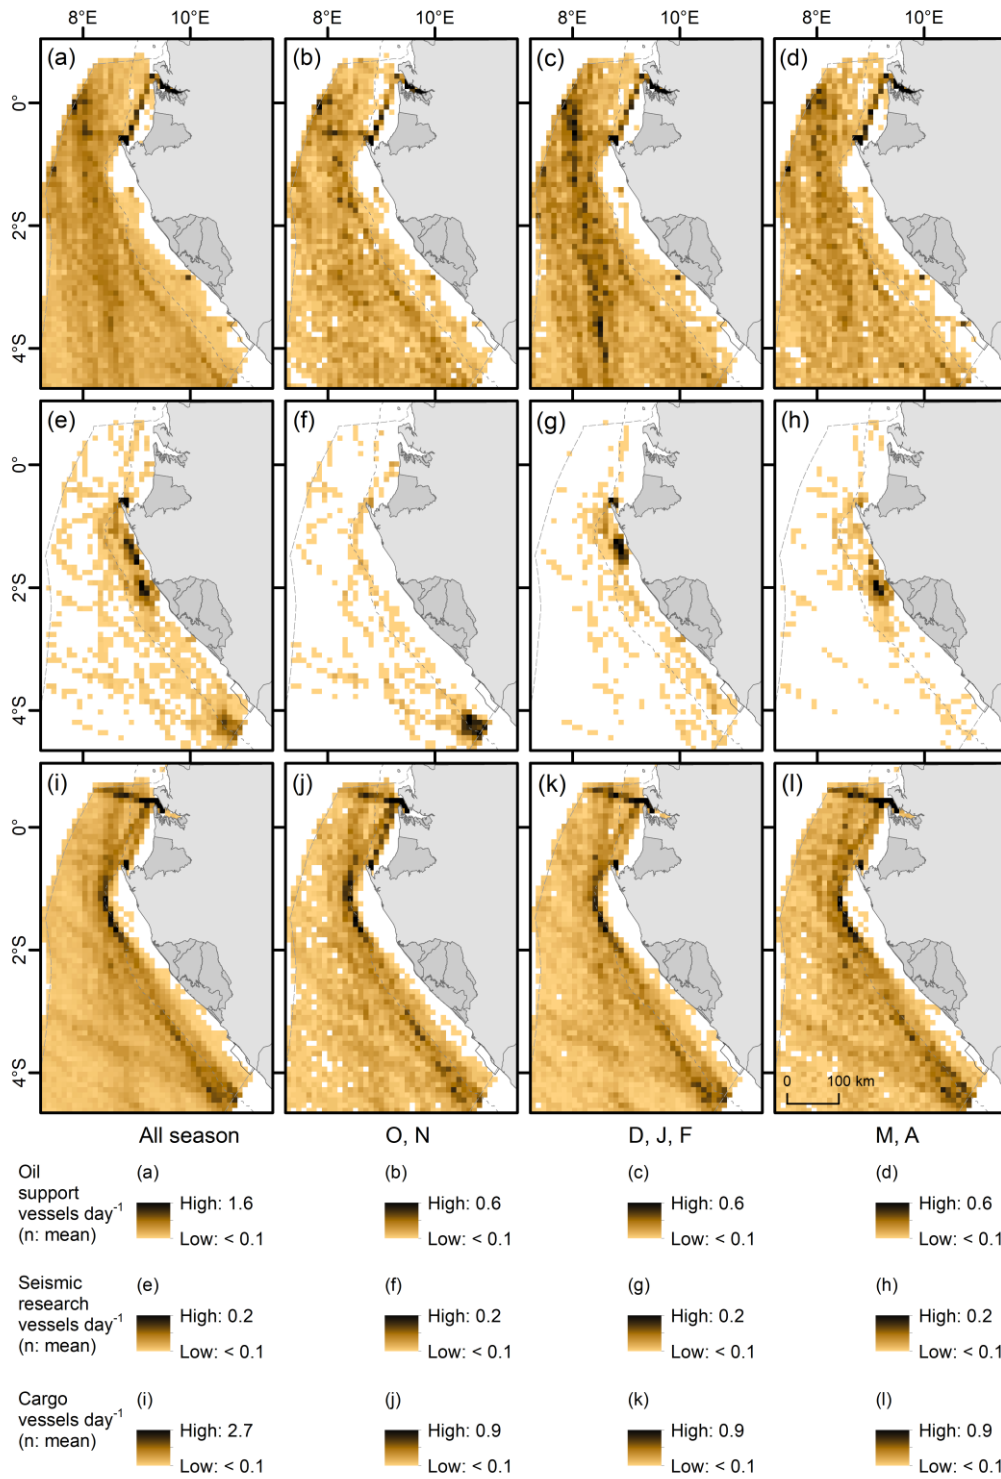 8°E 10°E 8°E 10°E 8°E 10°E 8°E 10°E
(a) (b) (c) (d)
0°
2°S
4°S
(e) (f) (g) (h)
0°
2°S
4°S
(i) (j) (k) (l)
0°
2°S
4°S
0 100 km
All season O, N D, J, F M, A
Oil
support
vessels day⁻¹
(n: mean)
(a) (b) (c) (d)
High: 1.6 High: 0.6 High: 0.6 High: 0.6
Low: < 0.1 Low: < 0.1 Low: < 0.1 Low: < 0.1
Seismic
research
vessels day⁻¹
(n: mean)
(e) (f) (g) (h)
High: 0.2 High: 0.2 High: 0.2 High: 0.2
Low: < 0.1 Low: < 0.1 Low: < 0.1 Low: < 0.1
Cargo
vessels day⁻¹
(n: mean)
(i) (j) (k) (l)
High: 2.7 High: 0.9 High: 0.9 High: 0.9
Low: < 0.1 Low: < 0.1 Low: < 0.1 Low: < 0.1